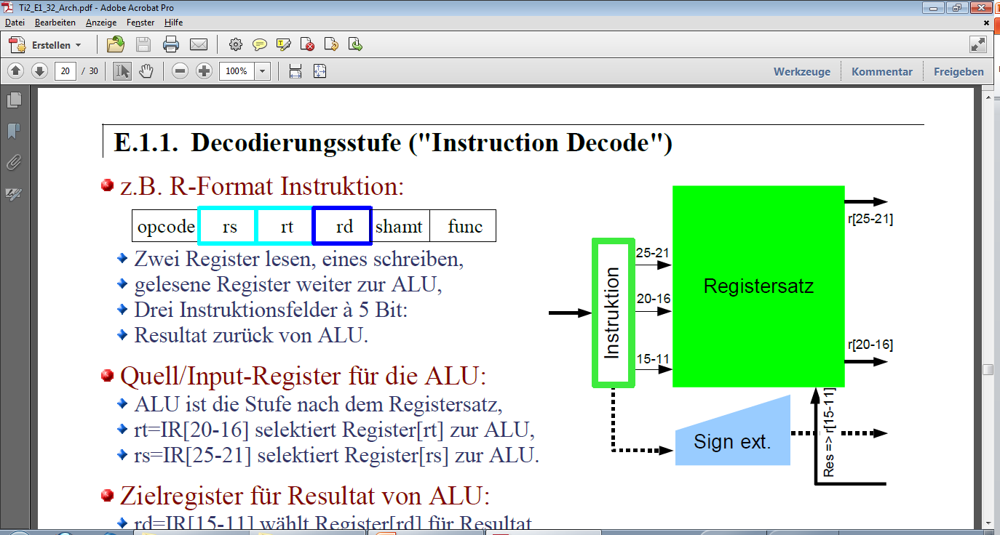 Ti2_E1_32_Arch.pdf - Adobe Acrobat Pro
Datei Bearbeiten Anzeige Fenster Hilfe
Erstellen
20 / 30 100% Werkzeuge Kommentar Freigeben
E.1.1. Decodierungsstufe ("Instruction Decode")
z.B. R-Format Instruktion:
opcode rs rt rd shamt func
Zwei Register lesen, eines schreiben,
gelesene Register weiter zur ALU,
Drei Instruktionsfelder à 5 Bit:
Resultat zurück von ALU.
Quell/Input-Register für die ALU:
ALU ist die Stufe nach dem Registersatz,
rt=IR[20-16] selektiert Register[rt] zur ALU,
rs=IR[25-21] selektiert Register[rs] zur ALU.
Zielregister für Resultat von ALU:
rd=IR[15-11] wählt Register[rd] für Resultat
Instruktion
25-21
20-16
15-11
Registersatz
r[25-21]
r[20-16]
Sign ext.
Res => r[15-11]